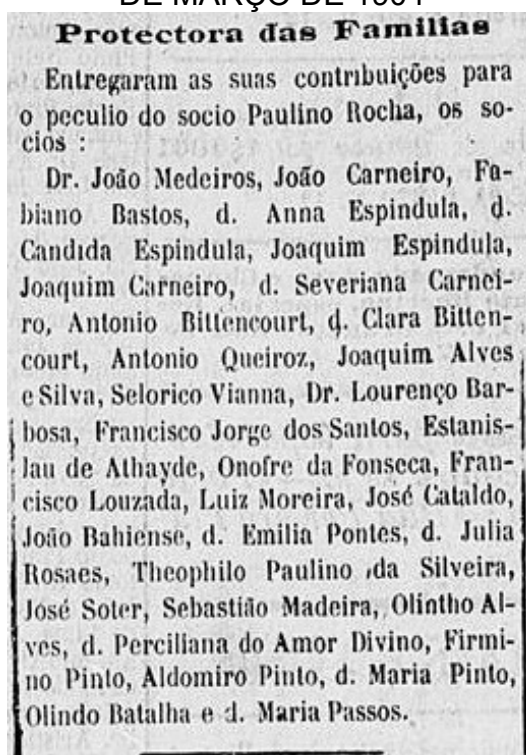 Protectora das Familias
Entregaram as suas contribuições para
o peculio do socio Paulino Rocha, os so-
cios :
Dr. João Medeiros, João Carneiro, Fa-
biano Bastos, d. Anna Espindula, d.
Candida Espindula, Joaquim Espindula,
Joaquim Carneiro, d. Severiana Carnei-
ro, Antonio Bittencourt, d. Clara Bitten-
court, Antonio Queiroz, Joaquim Alves
e Silva, Selorico Vianna, Dr. Lourenço Bar-
bosa, Francisco Jorge dos Santos, Estanis-
lau de Athayde, Onofre da Fonseca, Fran-
cisco Louzada, Luiz Moreira, José Cataldo,
João Bahiense, d. Emilia Pontes, d. Julia
Rosaes, Theophilo Paulino da Silveira,
José Soter, Sebastião Madeira, Olintho Al-
ves, d. Perciliana do Amor Divino, Firmi-
no Pinto, Aldomiro Pinto, d. Maria Pinto,
Olindo Batalha e d. Maria Passos.